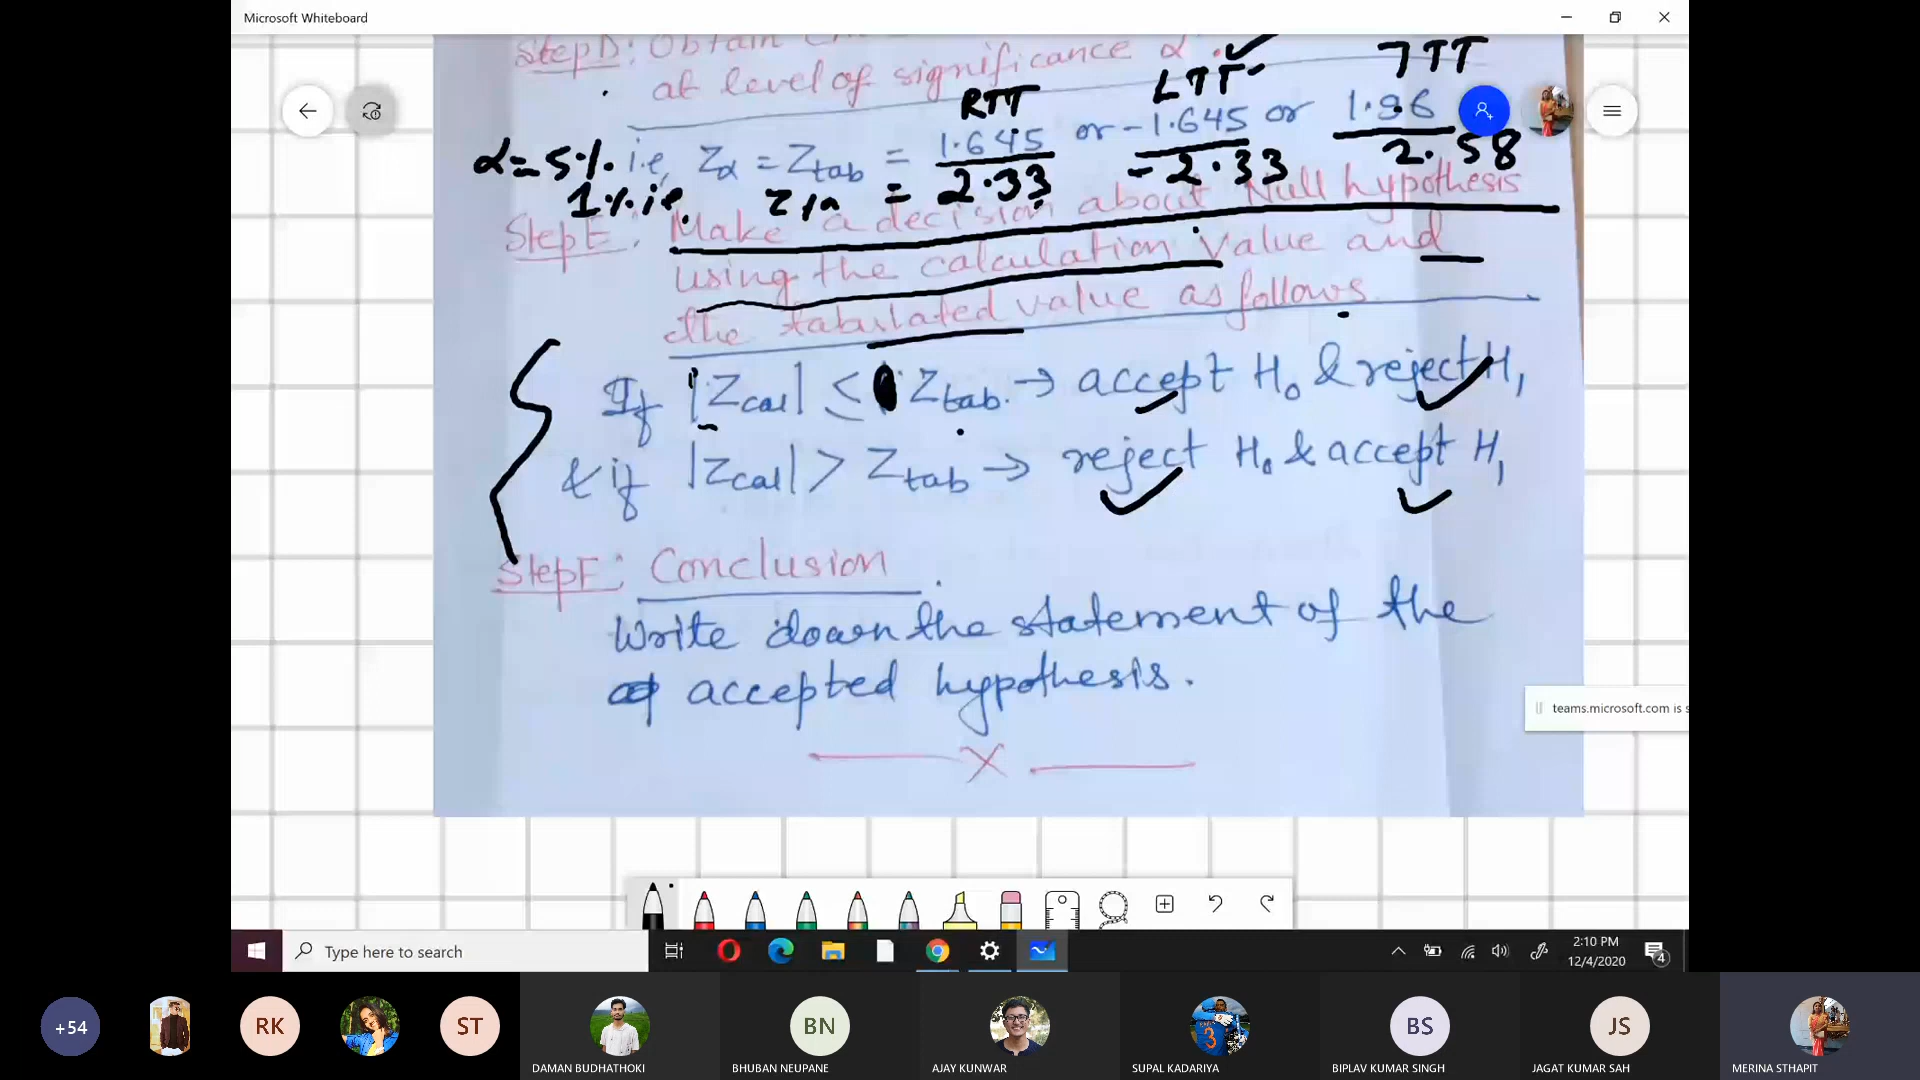 Microsoft Whiteboard
StepD: Obtain
at level of significance α.
RTT LTT TTT
α=5% i.e, Zα = Ztab = 1.645 or -1.645 or 1.96
1% i.e. = 2.33 -2.33 2.58
StepE: Make a decision about Null hypothesis
using the calculation value and
the tabulated value as follows.
If |Zcal| ≤ Ztab. → accept H0 & reject H1
& if |Zcal| > Ztab → reject H0 & accept H1
StepF: Conclusion
Write down the statement of the
accepted hypothesis.
X
teams.microsoft.com is s
Type here to search
2:10 PM
12/4/2020
4
+54
RK
ST
DAMAN BUDHATHOKI
BN
BHUBAN NEUPANE
AJAY KUNWAR
3
SUPAL KADARIYA
BS
BIPLAV KUMAR SINGH
JS
JAGAT KUMAR SAH
MERINA STHAPIT